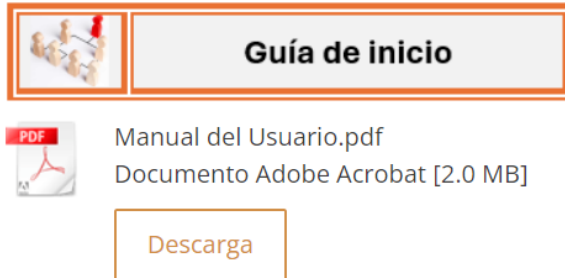 Guía de inicio
PDF
Manual del Usuario.pdf
Documento Adobe Acrobat [2.0 MB]
Descarga